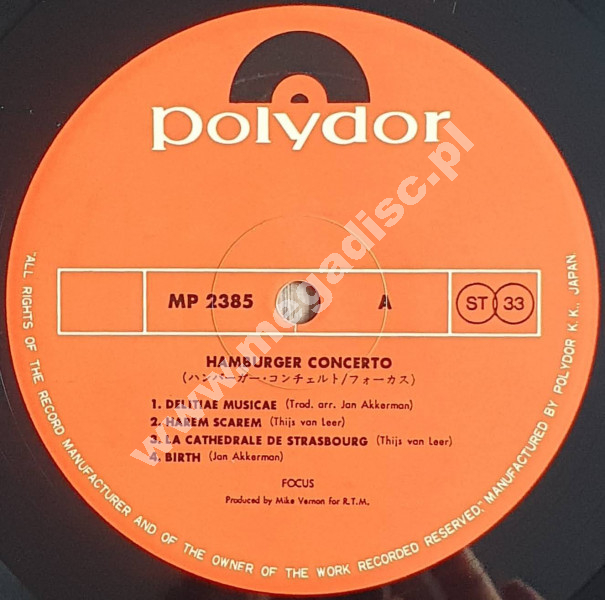 polydor
MP 2385 A ST 33
HAMBURGER CONCERTO
(ハンバーガー・コンチェルト/フォーカス)
1. DELITIAE MUSICAE (Trad. arr. Jan Akkerman)
2. HAREM SCAREM (Thijs van Leer)
3. LA CATHEDRALE DE STRASBOURG (Thijs van Leer)
4. BIRTH (Jan Akkerman)
FOCUS
Produced by Mike Vernon for R.T.M.
"ALL RIGHTS OF THE RECORD MANUFACTURER AND OF THE OWNER OF THE WORK RECORDED RESERVED." MANUFACTURED BY POLYDOR K.K., JAPAN
www.megadisc.pl